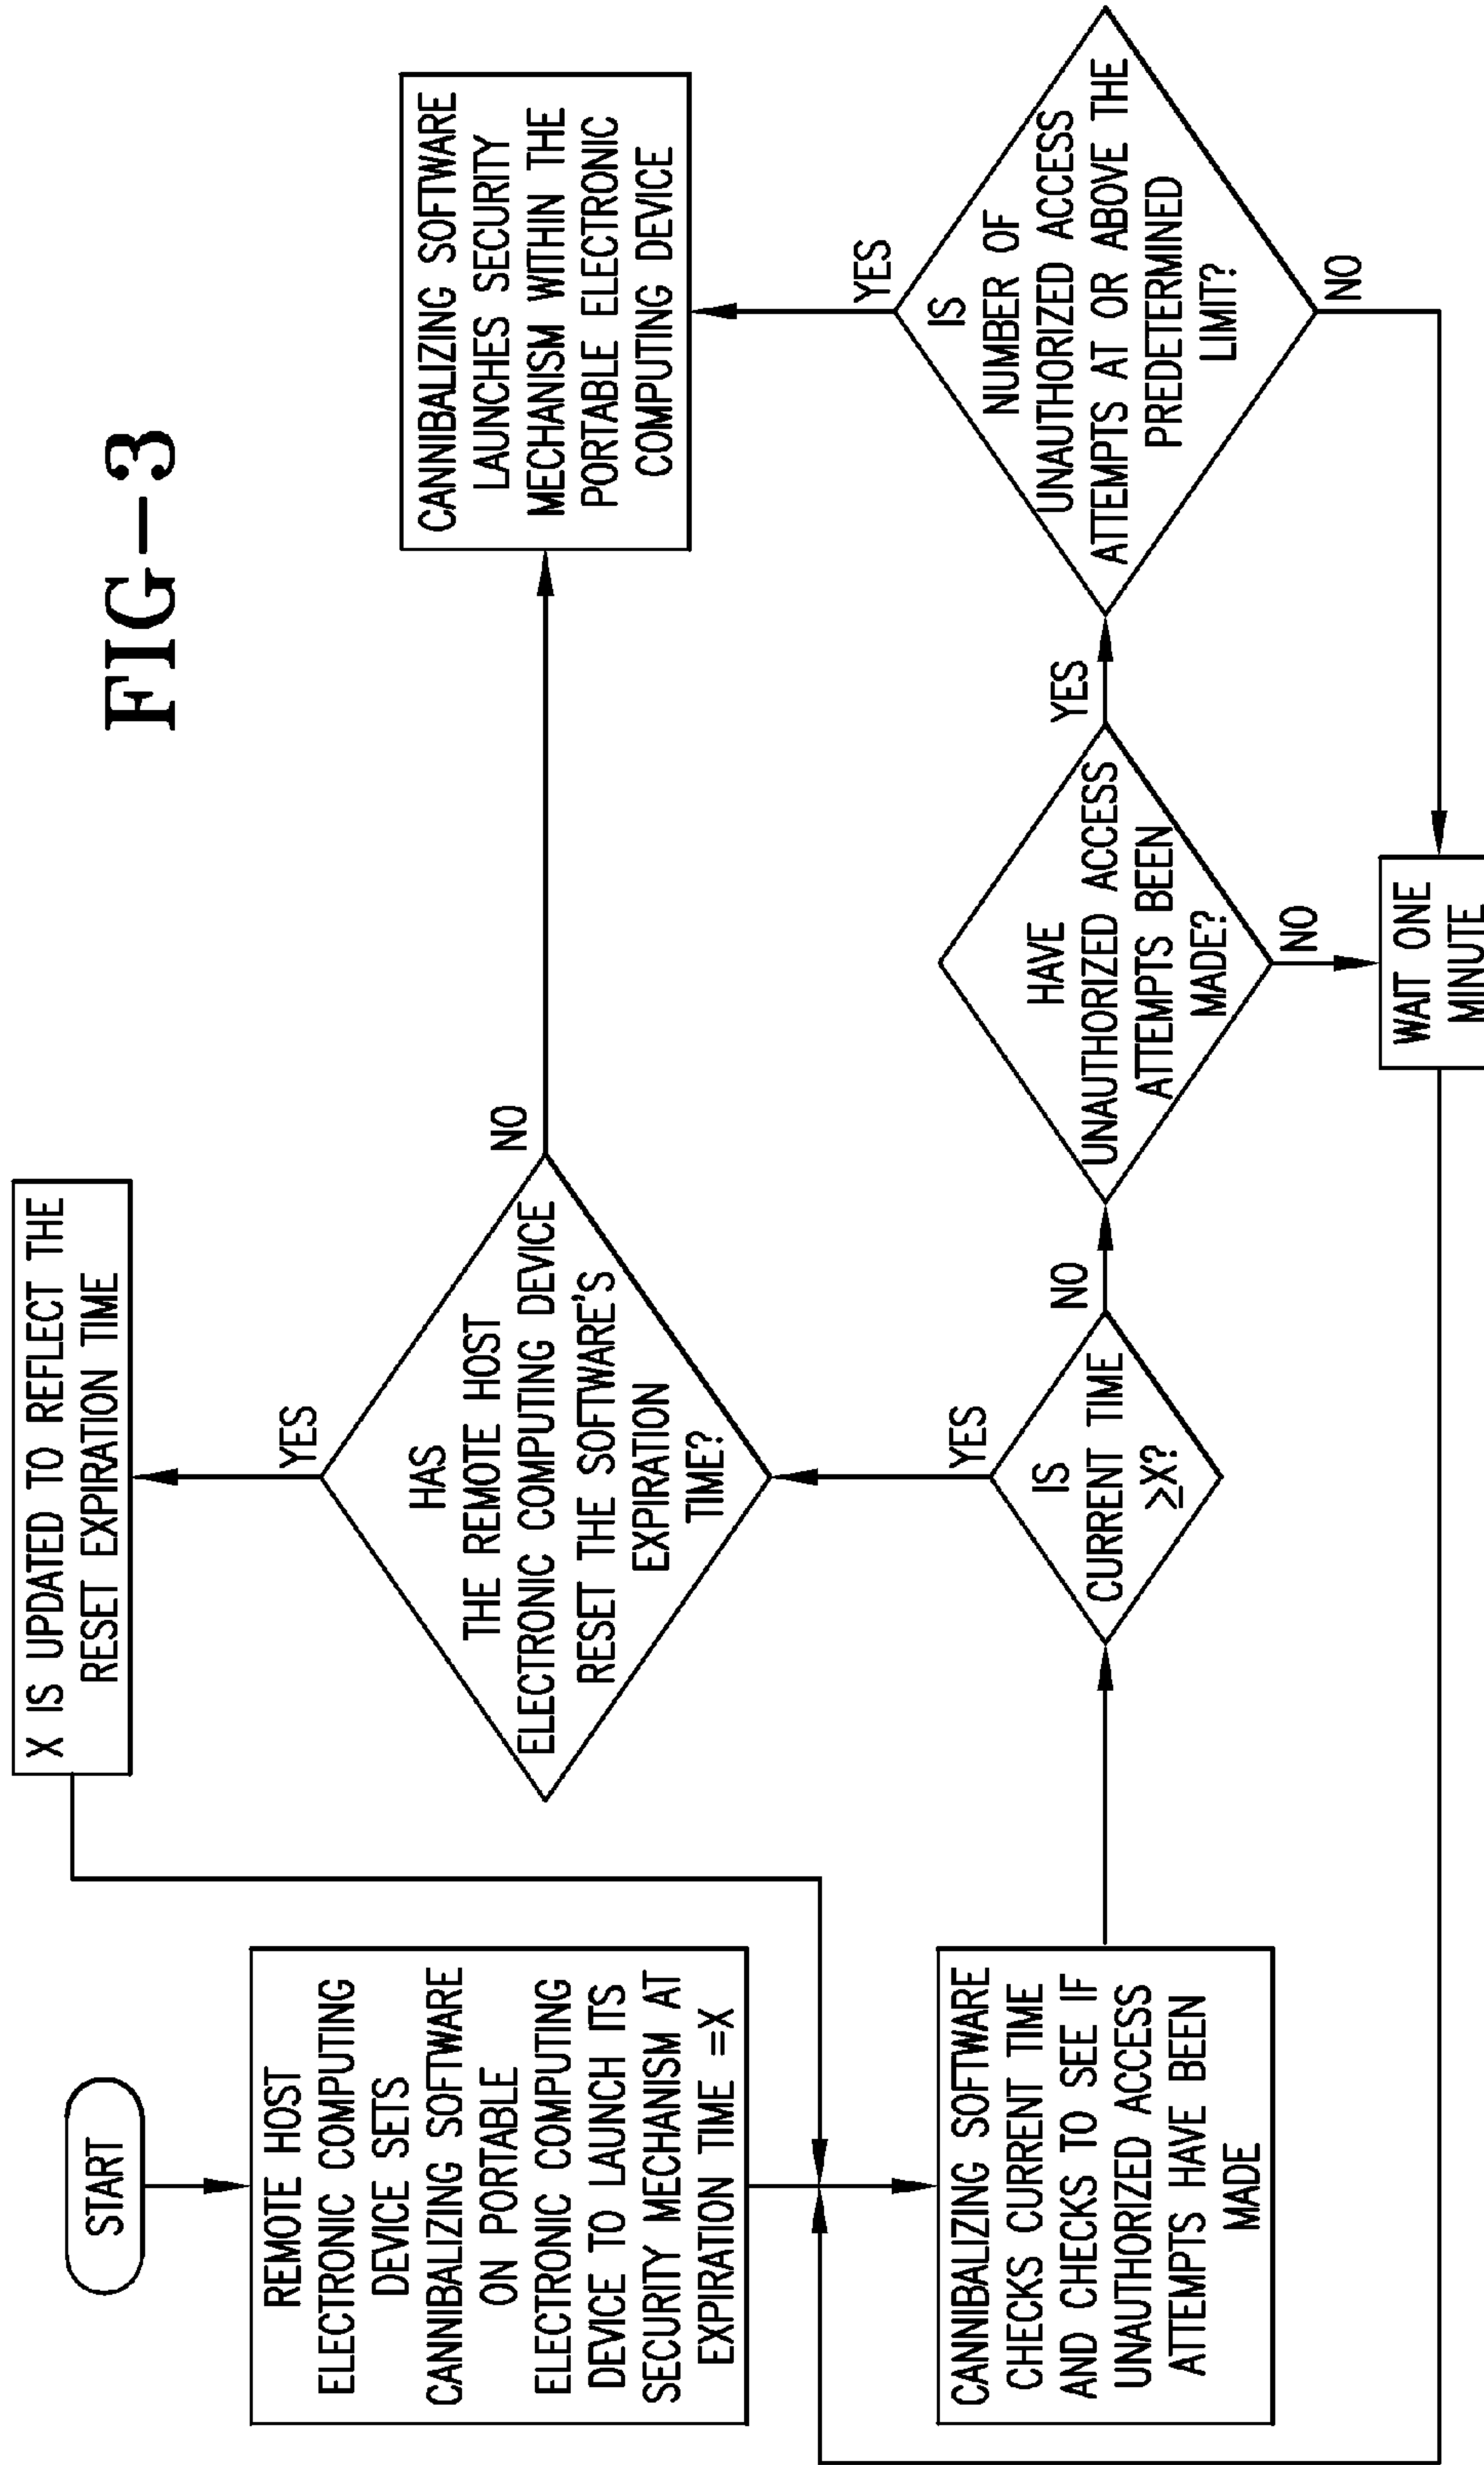 FIG-3
START
REMOTE HOST
ELECTRONIC COMPUTING
DEVICE SETS
CANNIBALIZING SOFTWARE
ON PORTABLE
ELECTRONIC COMPUTING
DEVICE TO LAUNCH ITS
SECURITY MECHANISM AT
EXPIRATION TIME =X
CANNIBALIZING SOFTWARE
CHECKS CURRENT TIME
AND CHECKS TO SEE IF
UNAUTHORIZED ACCESS
ATTEMPTS HAVE BEEN
MADE
X IS UPDATED TO REFLECT THE
RESET EXPIRATION TIME
YES
HAS
THE REMOTE HOST
ELECTRONIC COMPUTING DEVICE
RESET THE SOFTWARE'S
EXPIRATION
TIME?
NO
YES
IS
CURRENT TIME
≥X?
NO
HAVE
UNAUTHORIZED ACCESS
ATTEMPTS BEEN
MADE?
YES
NO
WAIT ONE
MINUTE
CANNIBALIZING SOFTWARE
LAUNCHES SECURITY
MECHANISM WITHIN THE
PORTABLE ELECTRONIC
COMPUTING DEVICE
YES
IS
NUMBER OF
UNAUTHORIZED ACCESS
ATTEMPTS AT OR ABOVE THE
PREDETERMINED
LIMIT?
NO